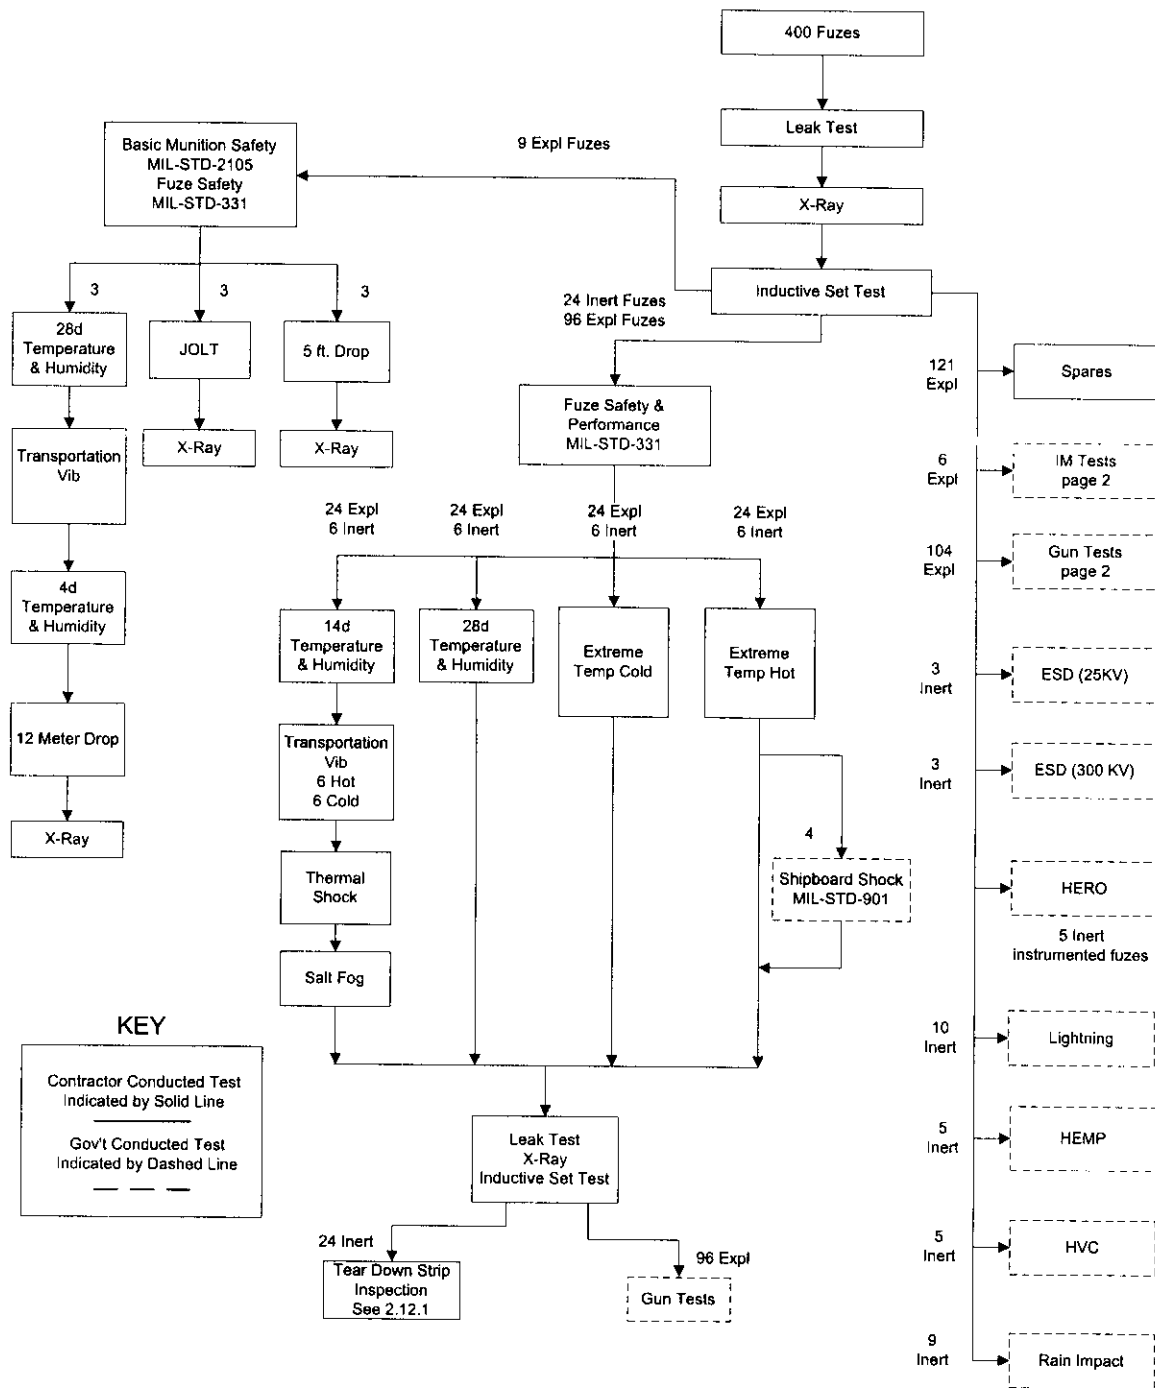 400 Fuzes
Leak Test
X-Ray
Inductive Set Test
9 Expl Fuzes
Basic Munition Safety
MIL-STD-2105
Fuze Safety
MIL-STD-331
3
3
3
28d
Temperature
& Humidity
JOLT
5 ft. Drop
X-Ray
X-Ray
Transportation
Vib
4d
Temperature
& Humidity
12 Meter Drop
X-Ray
24 Inert Fuzes
96 Expl Fuzes
Fuze Safety &
Performance
MIL-STD-331
24 Expl
6 Inert
24 Expl
6 Inert
24 Expl
6 Inert
24 Expl
6 Inert
14d
Temperature
& Humidity
28d
Temperature
& Humidity
Extreme
Temp Cold
Extreme
Temp Hot
Transportation
Vib
6 Hot
6 Cold
Thermal
Shock
Salt Fog
4
Shipboard Shock
MIL-STD-901
Leak Test
X-Ray
Inductive Set Test
24 Inert
Tear Down Strip
Inspection
See 2.12.1
96 Expl
Gun Tests
121
Expl
Spares
6
Expl
IM Tests
page 2
104
Expl
Gun Tests
page 2
3
Inert
ESD (25KV)
3
Inert
ESD (300 KV)
HERO
5 Inert
instrumented fuzes
10
Inert
Lightning
5
Inert
HEMP
5
Inert
HVC
9
Inert
Rain Impact
KEY
Contractor Conducted Test
Indicated by Solid Line
Gov't Conducted Test
Indicated by Dashed Line